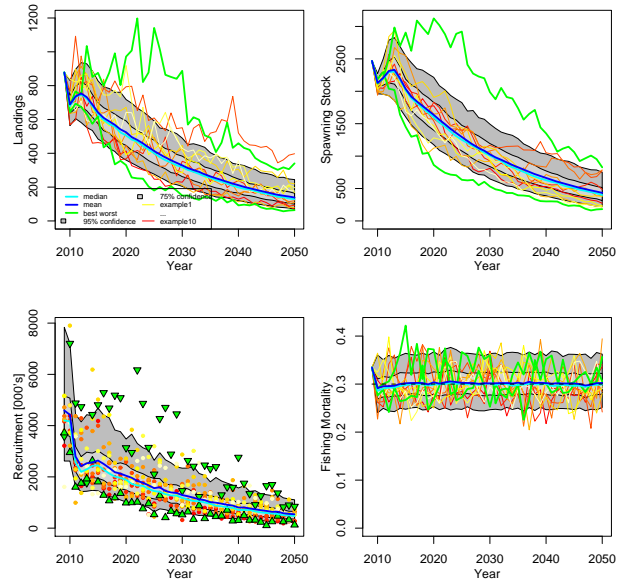 Landings
0 200 400 600 800 1000 1200
median
mean
best worst
95% confidence
75% confidence
example1
...
example10
2010 2020 2030 2040 2050
Year
Spawning Stock
0 500 1500 2500
2010 2020 2030 2040 2050
Year
Recruitment [000's]
0 2000 4000 6000 8000
2010 2020 2030 2040 2050
Year
Fishing Mortality
0.0 0.1 0.2 0.3 0.4
2010 2020 2030 2040 2050
Year